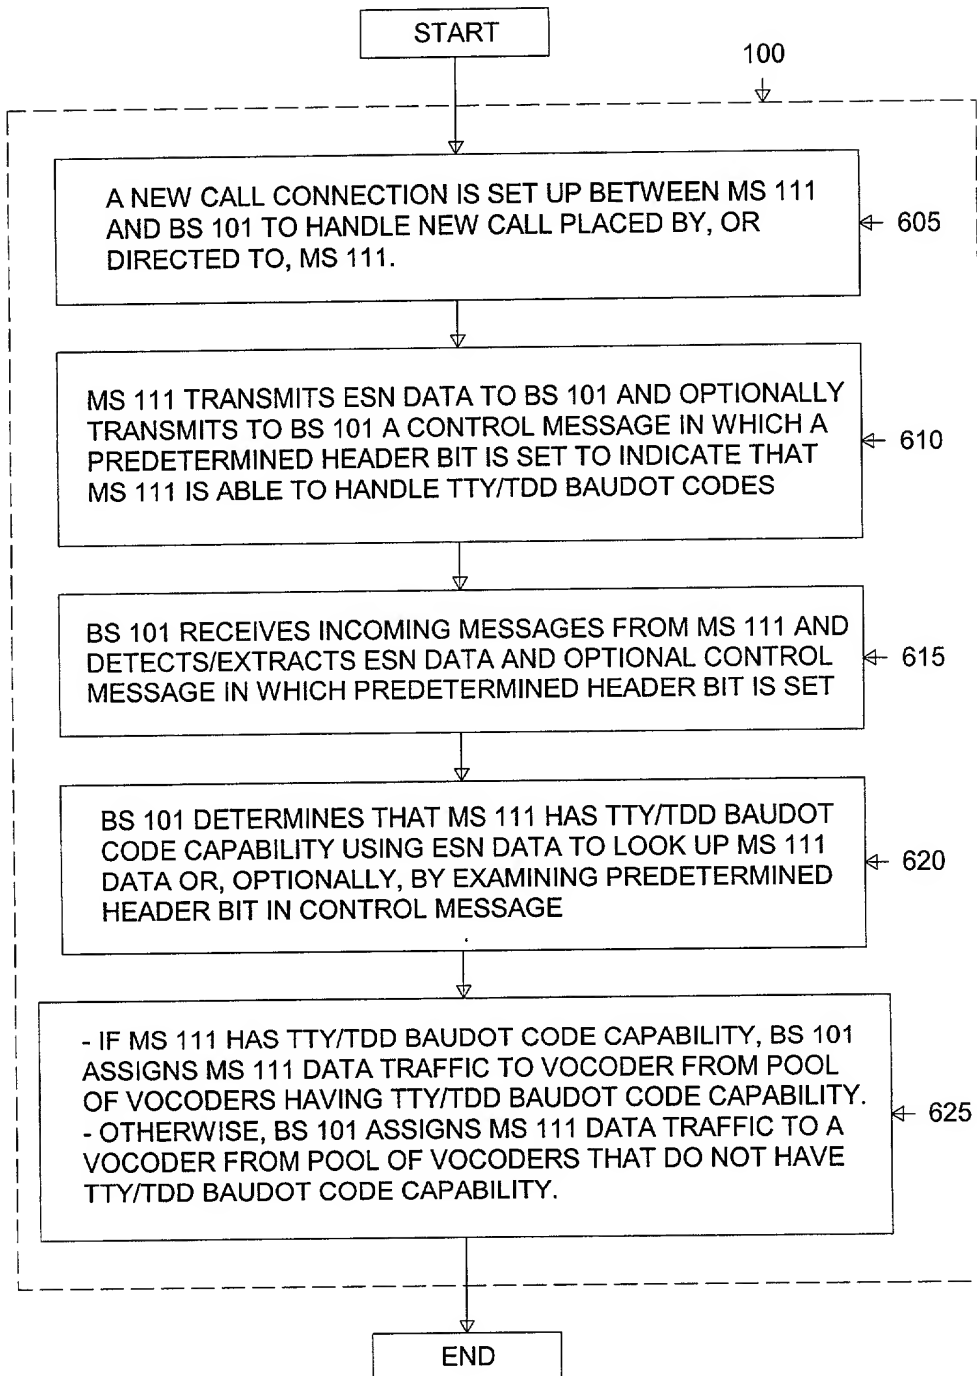 START
100
A NEW CALL CONNECTION IS SET UP BETWEEN MS 111
AND BS 101 TO HANDLE NEW CALL PLACED BY, OR
DIRECTED TO, MS 111.
605
MS 111 TRANSMITS ESN DATA TO BS 101 AND OPTIONALLY
TRANSMITS TO BS 101 A CONTROL MESSAGE IN WHICH A
PREDETERMINED HEADER BIT IS SET TO INDICATE THAT
MS 111 IS ABLE TO HANDLE TTY/TDD BAUDOT CODES
610
BS 101 RECEIVES INCOMING MESSAGES FROM MS 111 AND
DETECTS/EXTRACTS ESN DATA AND OPTIONAL CONTROL
MESSAGE IN WHICH PREDETERMINED HEADER BIT IS SET
615
BS 101 DETERMINES THAT MS 111 HAS TTY/TDD BAUDOT
CODE CAPABILITY USING ESN DATA TO LOOK UP MS 111
DATA OR, OPTIONALLY, BY EXAMINING PREDETERMINED
HEADER BIT IN CONTROL MESSAGE
620
- IF MS 111 HAS TTY/TDD BAUDOT CODE CAPABILITY, BS 101
ASSIGNS MS 111 DATA TRAFFIC TO VOCODER FROM POOL
OF VOCODERS HAVING TTY/TDD BAUDOT CODE CAPABILITY.
- OTHERWISE, BS 101 ASSIGNS MS 111 DATA TRAFFIC TO A
VOCODER FROM POOL OF VOCODERS THAT DO NOT HAVE
TTY/TDD BAUDOT CODE CAPABILITY.
625
END